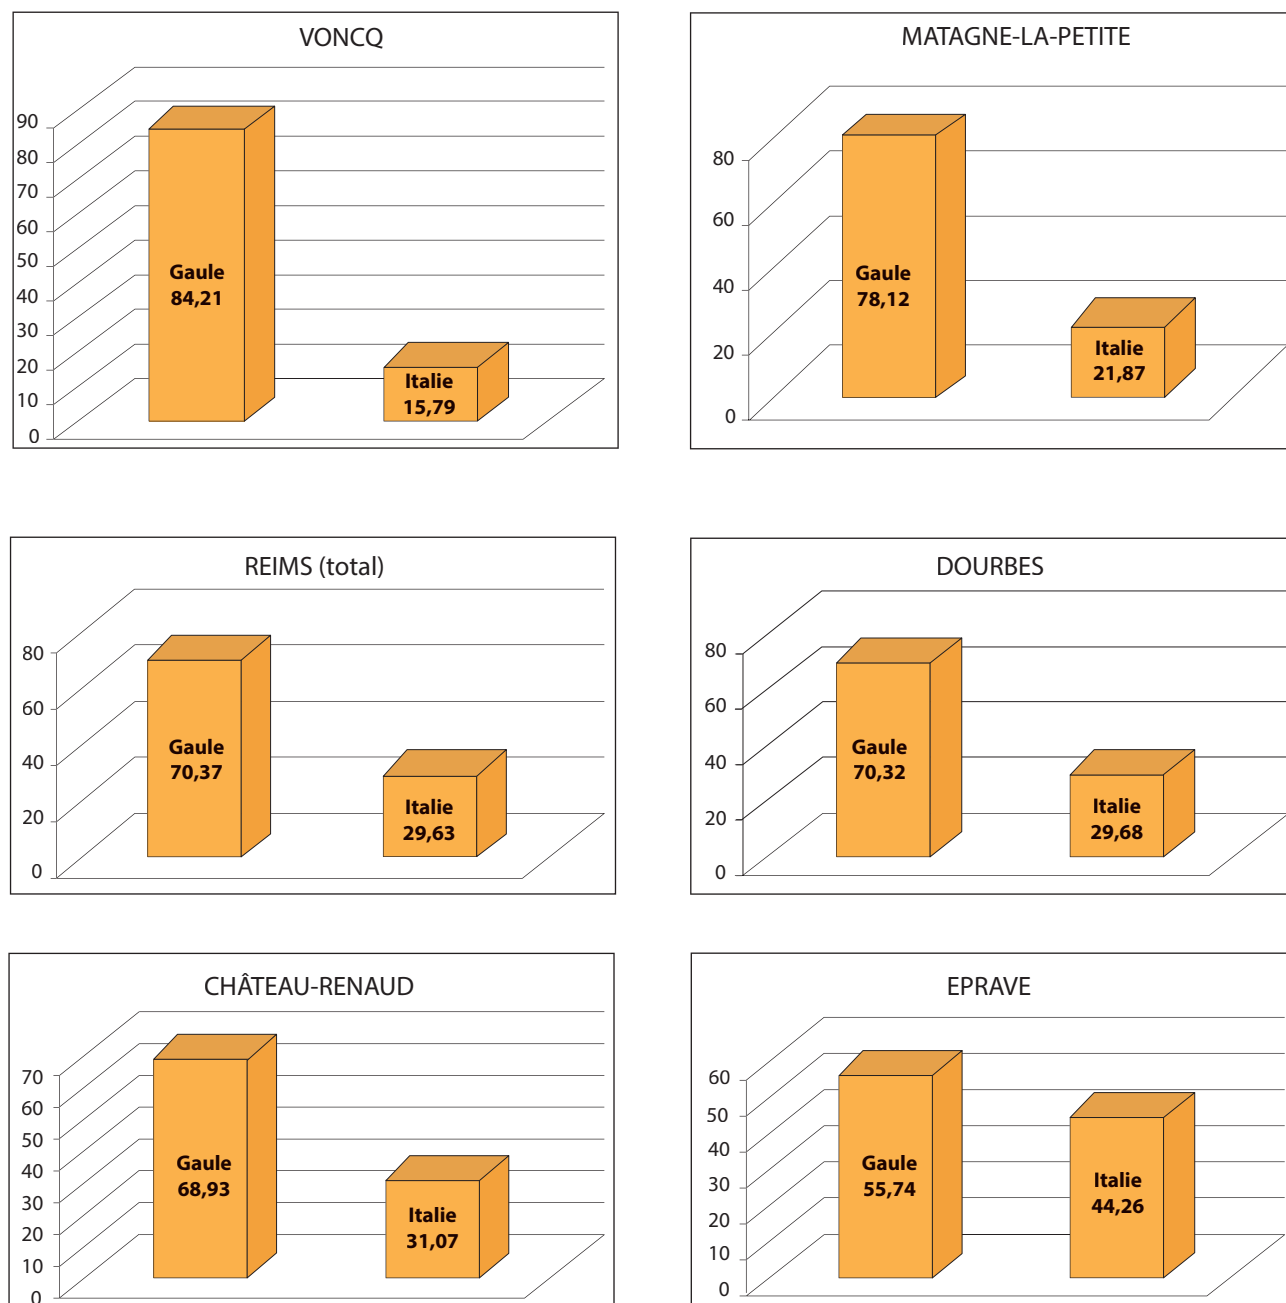 VONCQ
90
80
70
60
50
40
30
20
10
0
Gaule
84,21
Italie
15,79
MATAGNE-LA-PETITE
80
60
40
20
0
Gaule
78,12
Italie
21,87
REIMS (total)
80
60
40
20
0
Gaule
70,37
Italie
29,63
DOURBES
80
60
40
20
0
Gaule
70,32
Italie
29,68
CHÂTEAU-RENAUD
70
60
50
40
30
20
10
0
Gaule
68,93
Italie
31,07
EPRAVE
60
50
40
30
20
10
0
Gaule
55,74
Italie
44,26